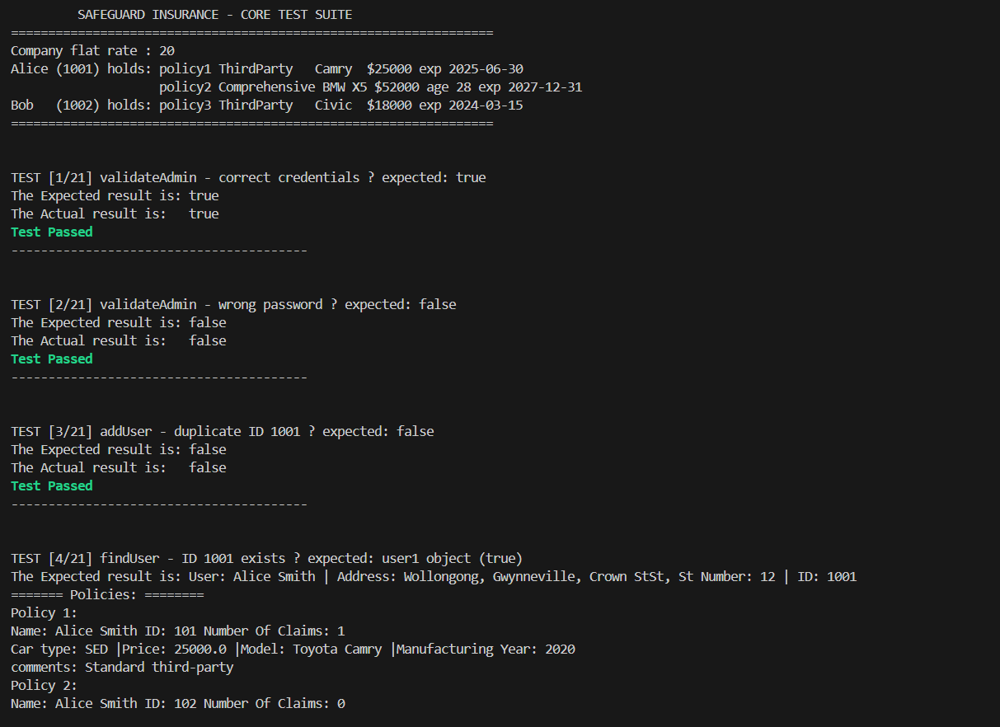 SAFEGUARD INSURANCE - CORE TEST SUITE
=================================================================
Company flat rate : 20
Alice (1001) holds: policy1 ThirdParty   Camry  $25000 exp 2025-06-30
                    policy2 Comprehensive BMW X5 $52000 age 28 exp 2027-12-31
Bob   (1002) holds: policy3 ThirdParty   Civic  $18000 exp 2024-03-15
=================================================================
TEST [1/21] validateAdmin - correct credentials ? expected: true
The Expected result is: true
The Actual result is:   true
Test Passed
----------------------------------------
TEST [2/21] validateAdmin - wrong password ? expected: false
The Expected result is: false
The Actual result is:   false
Test Passed
----------------------------------------
TEST [3/21] addUser - duplicate ID 1001 ? expected: false
The Expected result is: false
The Actual result is:   false
Test Passed
----------------------------------------
TEST [4/21] findUser - ID 1001 exists ? expected: user1 object (true)
The Expected result is: User: Alice Smith | Address: Wollongong, Gwynneville, Crown StSt, St Number: 12 | ID: 1001
======= Policies: ========
Policy 1:
Name: Alice Smith ID: 101 Number Of Claims: 1
Car type: SED |Price: 25000.0 |Model: Toyota Camry |Manufacturing Year: 2020
comments: Standard third-party
Policy 2:
Name: Alice Smith ID: 102 Number Of Claims: 0